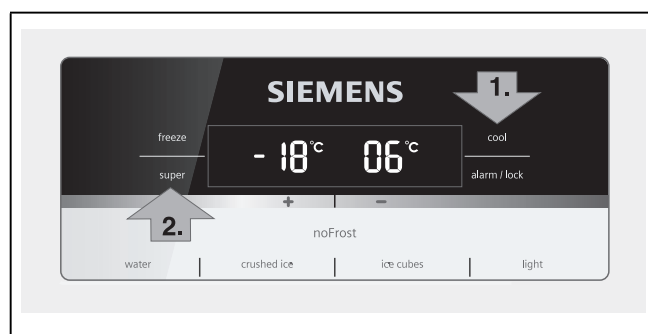 SIEMENS
1.
freeze
super
- 18°C 06°C
cool
alarm / lock
+ -
2.
noFrost
water crushed ice ice cubes light